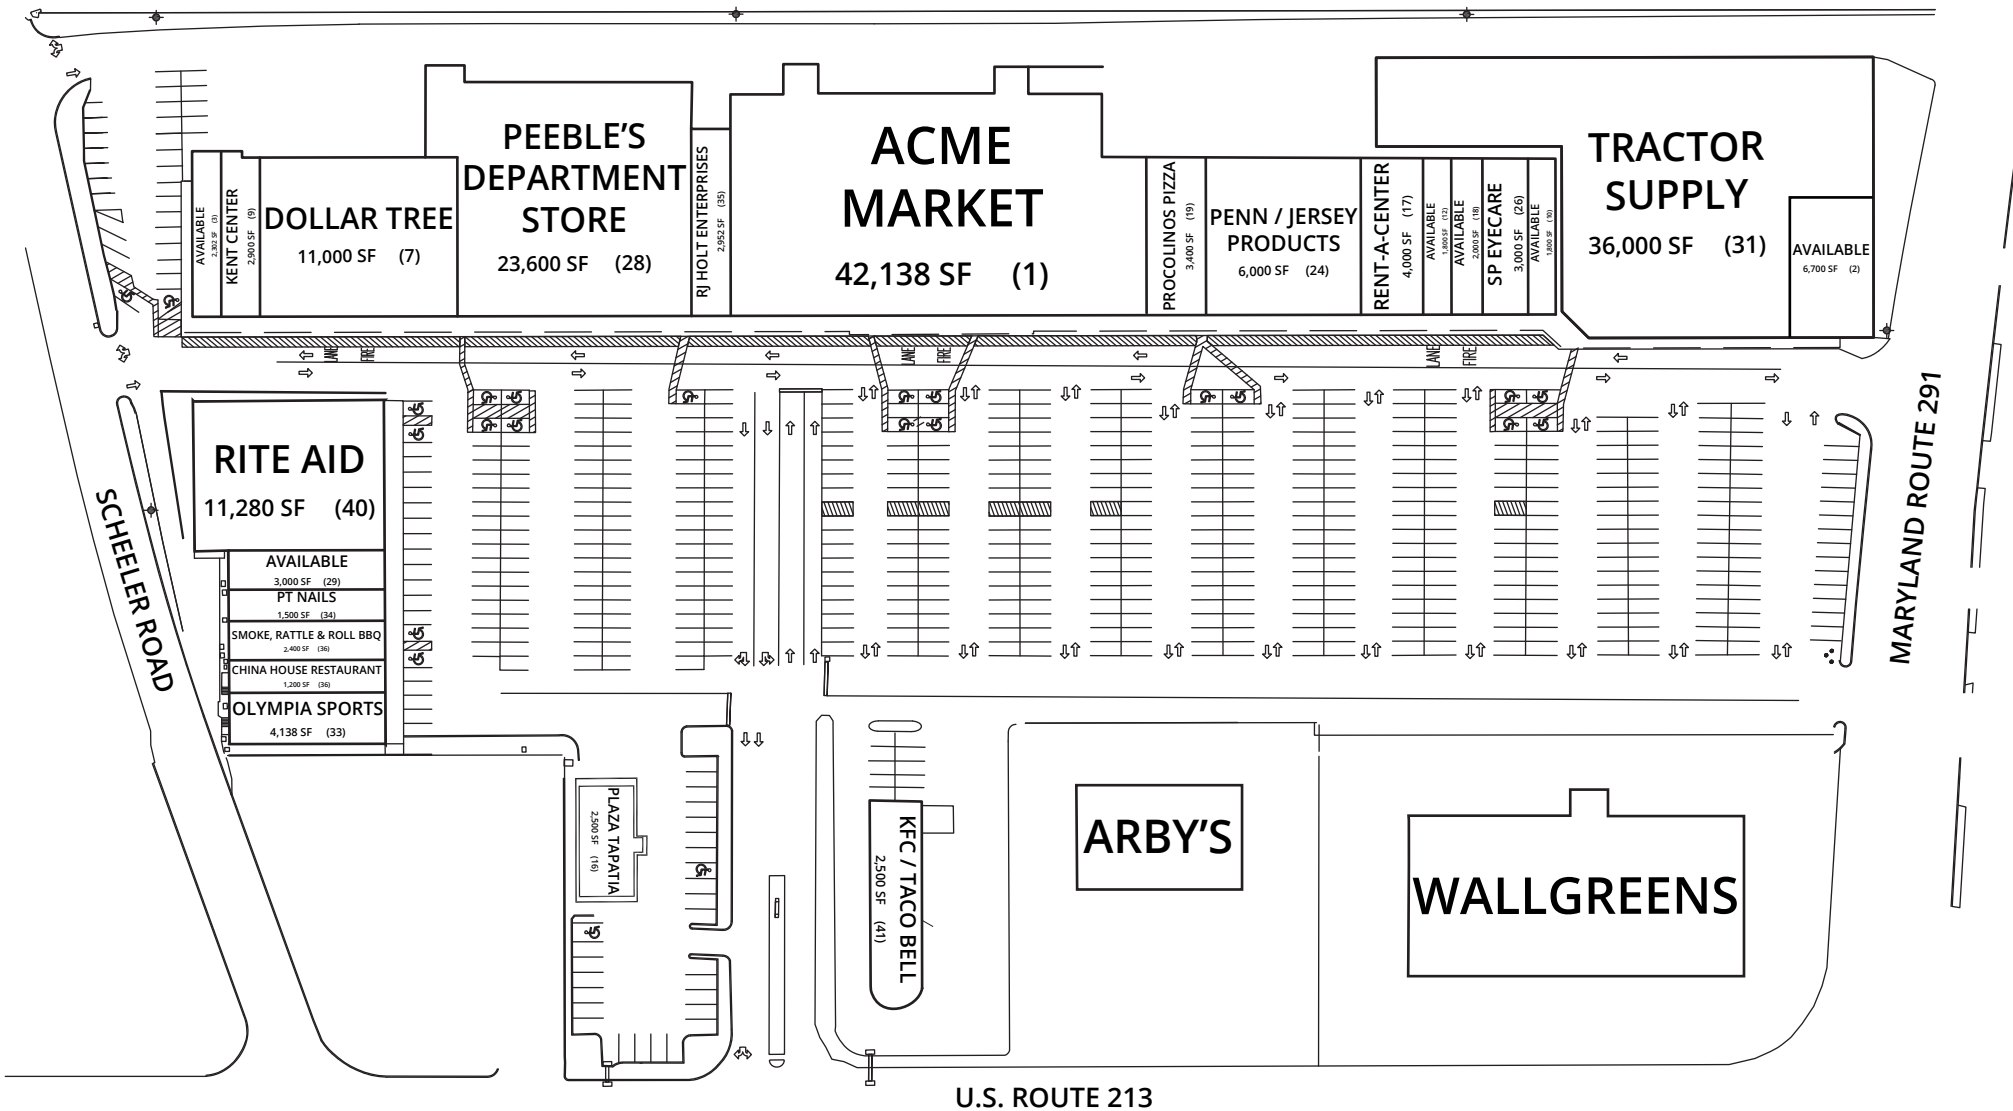 AVAILABLE
2,302 SF (3)
KENT CENTER
2,900 SF (9)
DOLLAR TREE
11,000 SF (7)
PEEBLE'S
DEPARTMENT
STORE
23,600 SF (28)
RJ HOLT ENTERPRISES
2,952 SF (35)
ACME
MARKET
42,138 SF (1)
PROCOLINOS PIZZA
3,400 SF (19)
PENN / JERSEY
PRODUCTS
6,000 SF (24)
RENT-A-CENTER
4,000 SF (17)
AVAILABLE
1,800 SF (12)
AVAILABLE
2,000 SF (18)
SP EYECARE
3,000 SF (26)
AVAILABLE
1,800 SF (10)
TRACTOR
SUPPLY
36,000 SF (31)
AVAILABLE
6,700 SF (2)
LANE
FIRE
LANE
FIRE
LANE
FIRE
RITE AID
11,280 SF (40)
AVAILABLE
3,000 SF (29)
PT NAILS
1,500 SF (34)
SMOKE, RATTLE & ROLL BBQ
2,400 SF (36)
CHINA HOUSE RESTAURANT
1,200 SF (36)
OLYMPIA SPORTS
4,138 SF (33)
SCHEELER ROAD
MARYLAND ROUTE 291
PLAZA TAPATIA
2,500 SF (16)
KFC / TACO BELL
2,500 SF (41)
ARBY'S
WALLGREENS
U.S. ROUTE 213